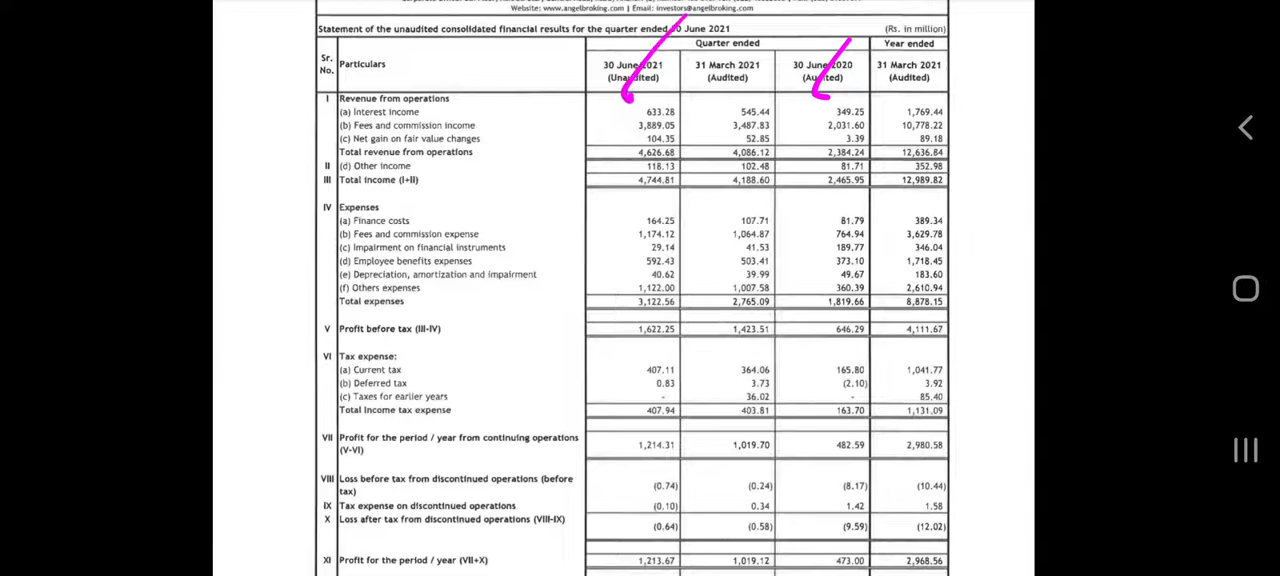 Website: www.angelbroking.com | Email: investors@angelbroking.com
Statement of the unaudited consolidated financial results for the quarter ended 30 June 2021 (Rs. in million)
Sr. No. Particulars Quarter ended Year ended
30 June 2021 (Unaudited) 31 March 2021 (Audited) 30 June 2020 (Audited) 31 March 2021 (Audited)
I Revenue from operations
(a) Interest income 633.28 545.44 349.25 1,769.44
(b) Fees and commission income 3,889.05 3,487.83 2,031.60 10,778.22
(c) Net gain on fair value changes 104.35 52.85 3.39 89.18
Total revenue from operations 4,626.68 4,086.12 2,384.24 12,636.84
II (d) Other income 118.13 102.48 81.71 352.98
III Total income (I+II) 4,744.81 4,188.60 2,465.95 12,989.82
IV Expenses
(a) Finance costs 164.25 107.71 81.79 389.34
(b) Fees and commission expense 1,174.12 1,064.87 764.94 3,629.78
(c) Impairment on financial instruments 29.14 41.53 189.77 346.04
(d) Employee benefits expenses 592.43 503.41 373.10 1,718.45
(e) Depreciation, amortization and impairment 40.62 39.99 49.67 183.60
(f) Others expenses 1,122.00 1,007.58 360.39 2,610.94
Total expenses 3,122.56 2,765.09 1,819.66 8,878.15
V Profit before tax (III-IV) 1,622.25 1,423.51 646.29 4,111.67
VI Tax expense:
(a) Current tax 407.11 364.06 165.80 1,041.77
(b) Deferred tax 0.83 3.73 (2.10) 3.92
(c) Taxes for earlier years - 36.02 - 85.40
Total Income tax expense 407.94 403.81 163.70 1,131.09
VII Profit for the period / year from continuing operations (V-VI) 1,214.31 1,019.70 482.59 2,980.58
VIII Loss before tax from discontinued operations (before tax) (0.74) (0.24) (8.17) (10.44)
IX Tax expense on discontinued operations (0.10) 0.34 1.42 1.58
X Loss after tax from discontinued operations (VIII-IX) (0.64) (0.58) (9.59) (12.02)
XI Profit for the period / year (VII+X) 1,213.67 1,019.12 473.00 2,968.56